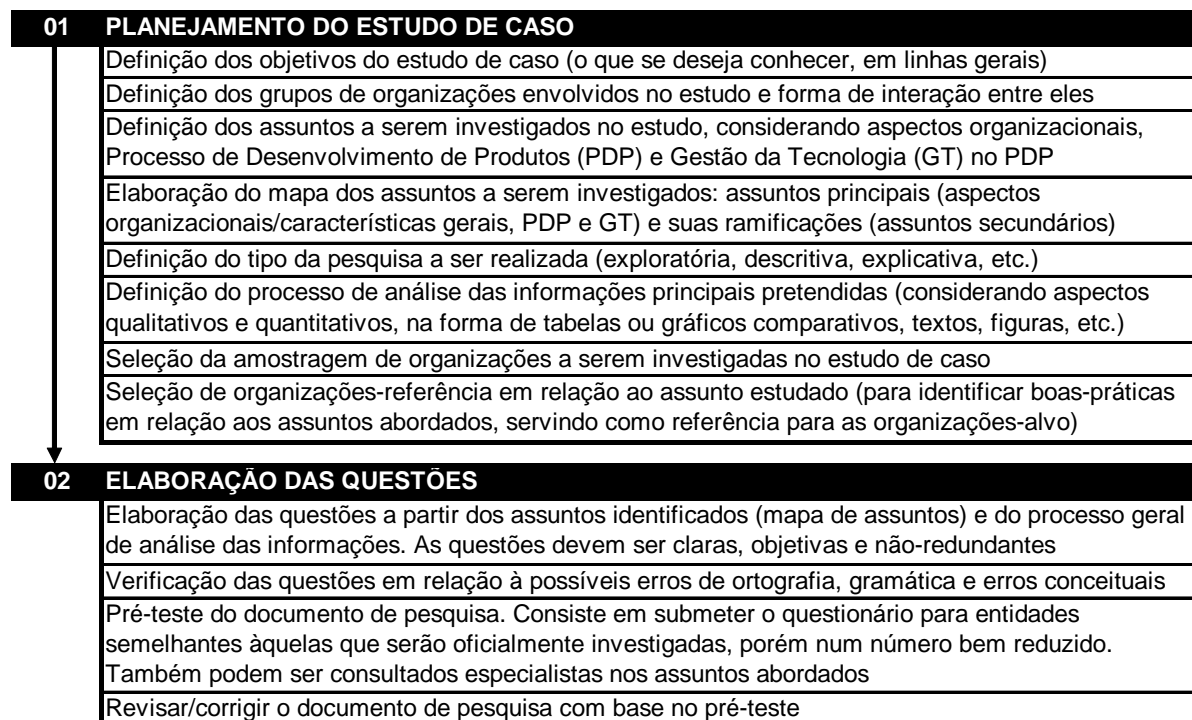 01 PLANEJAMENTO DO ESTUDO DE CASO
Definição dos objetivos do estudo de caso (o que se deseja conhecer, em linhas gerais)
Definição dos grupos de organizações envolvidos no estudo e forma de interação entre eles
Definição dos assuntos a serem investigados no estudo, considerando aspectos organizacionais,
Processo de Desenvolvimento de Produtos (PDP) e Gestão da Tecnologia (GT) no PDP
Elaboração do mapa dos assuntos a serem investigados: assuntos principais (aspectos
organizacionais/características gerais, PDP e GT) e suas ramificações (assuntos secundários)
Definição do tipo da pesquisa a ser realizada (exploratória, descritiva, explicativa, etc.)
Definição do processo de análise das informações principais pretendidas (considerando aspectos
qualitativos e quantitativos, na forma de tabelas ou gráficos comparativos, textos, figuras, etc.)
Seleção da amostragem de organizações a serem investigadas no estudo de caso
Seleção de organizações-referência em relação ao assunto estudado (para identificar boas-práticas
em relação aos assuntos abordados, servindo como referência para as organizações-alvo)
02 ELABORAÇÃO DAS QUESTÕES
Elaboração das questões a partir dos assuntos identificados (mapa de assuntos) e do processo geral
de análise das informações. As questões devem ser claras, objetivas e não-redundantes
Verificação das questões em relação à possíveis erros de ortografia, gramática e erros conceituais
Pré-teste do documento de pesquisa. Consiste em submeter o questionário para entidades
semelhantes àquelas que serão oficialmente investigadas, porém num número bem reduzido.
Também podem ser consultados especialistas nos assuntos abordados
Revisar/corrigir o documento de pesquisa com base no pré-teste